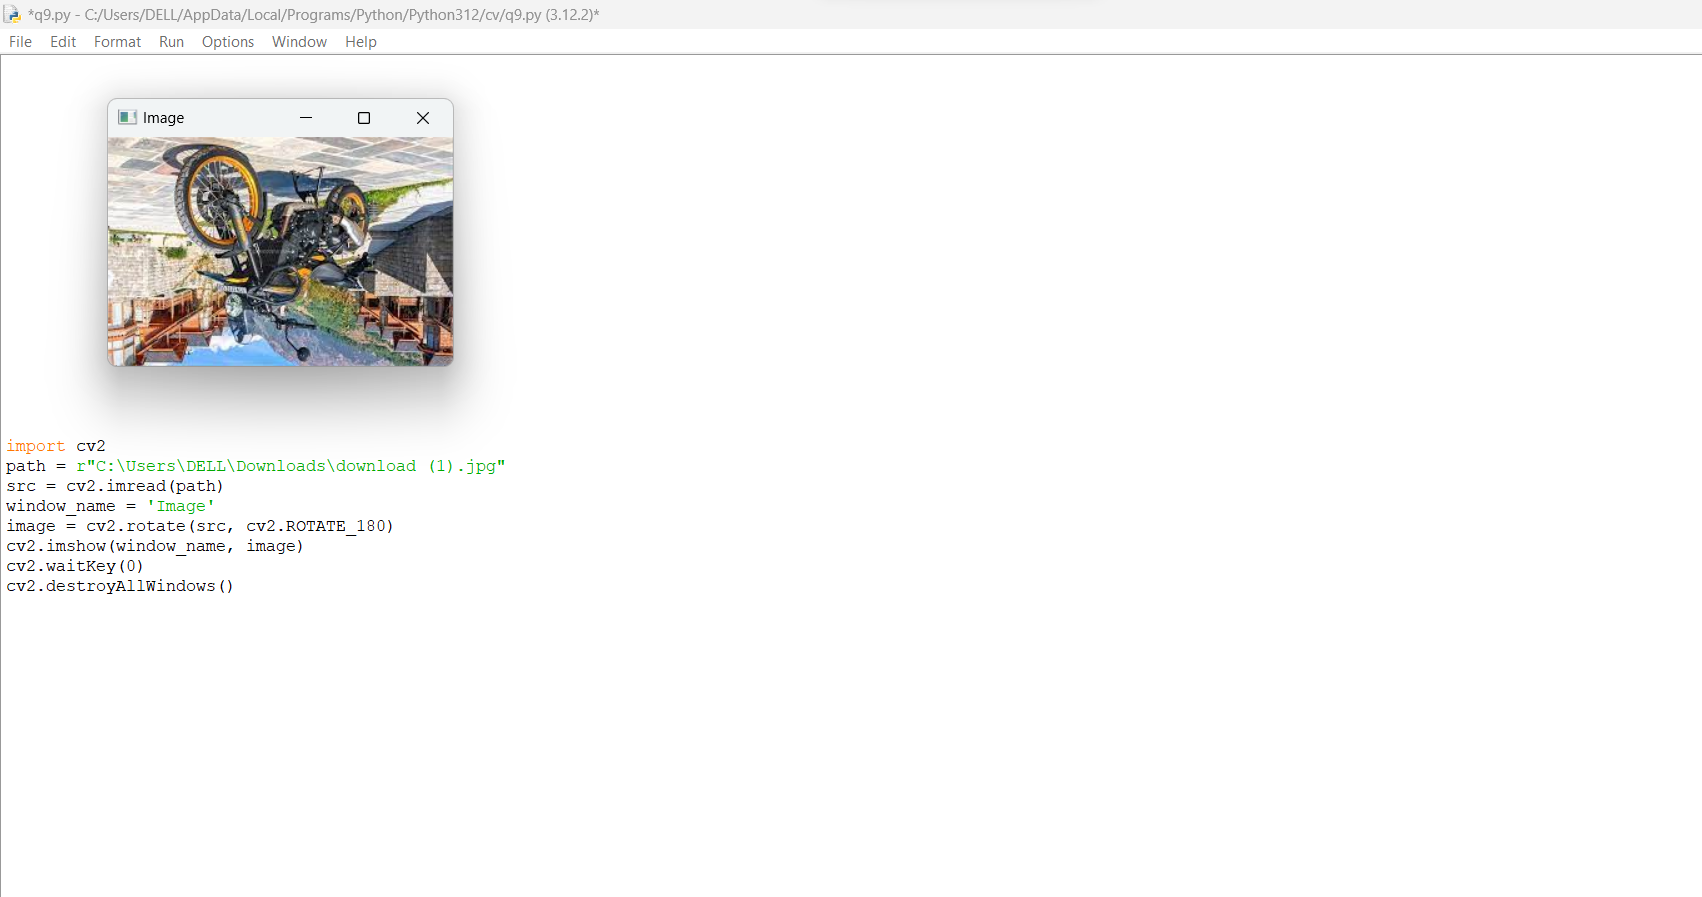 *q9.py - C:/Users/DELL/AppData/Local/Programs/Python/Python312/cv/q9.py (3.12.2)*
File Edit Format Run Options Window Help
Image
import cv2
path = r"C:\Users\DELL\Downloads\download (1).jpg"
src = cv2.imread(path)
window_name = 'Image'
image = cv2.rotate(src, cv2.ROTATE_180)
cv2.imshow(window_name, image)
cv2.waitKey(0)
cv2.destroyAllWindows()